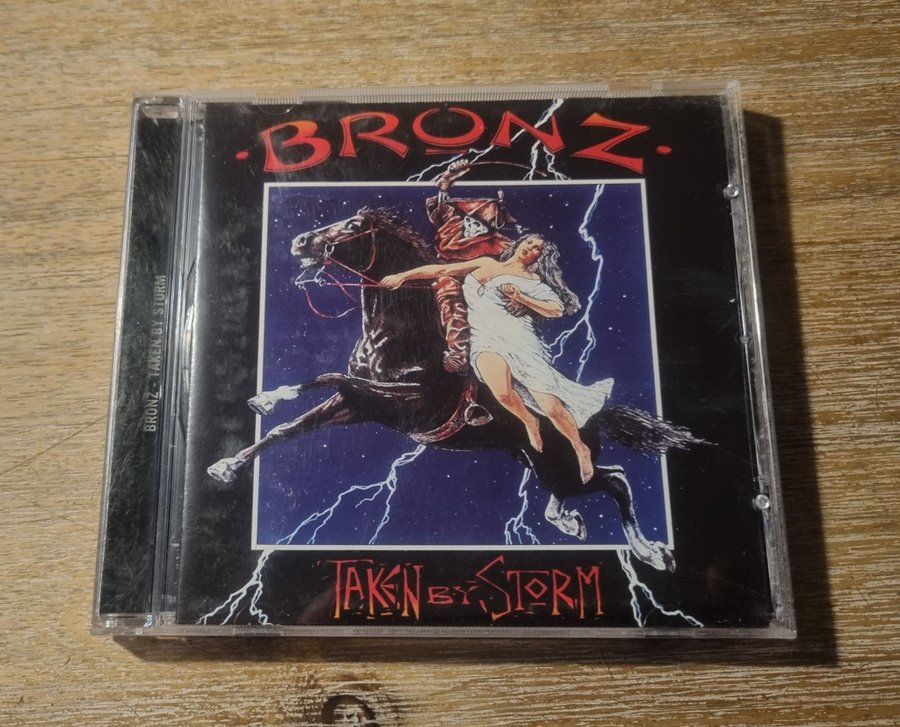 ·BRONZ·
TAKEN BY STORM
BRONZ - TAKEN BY STORM